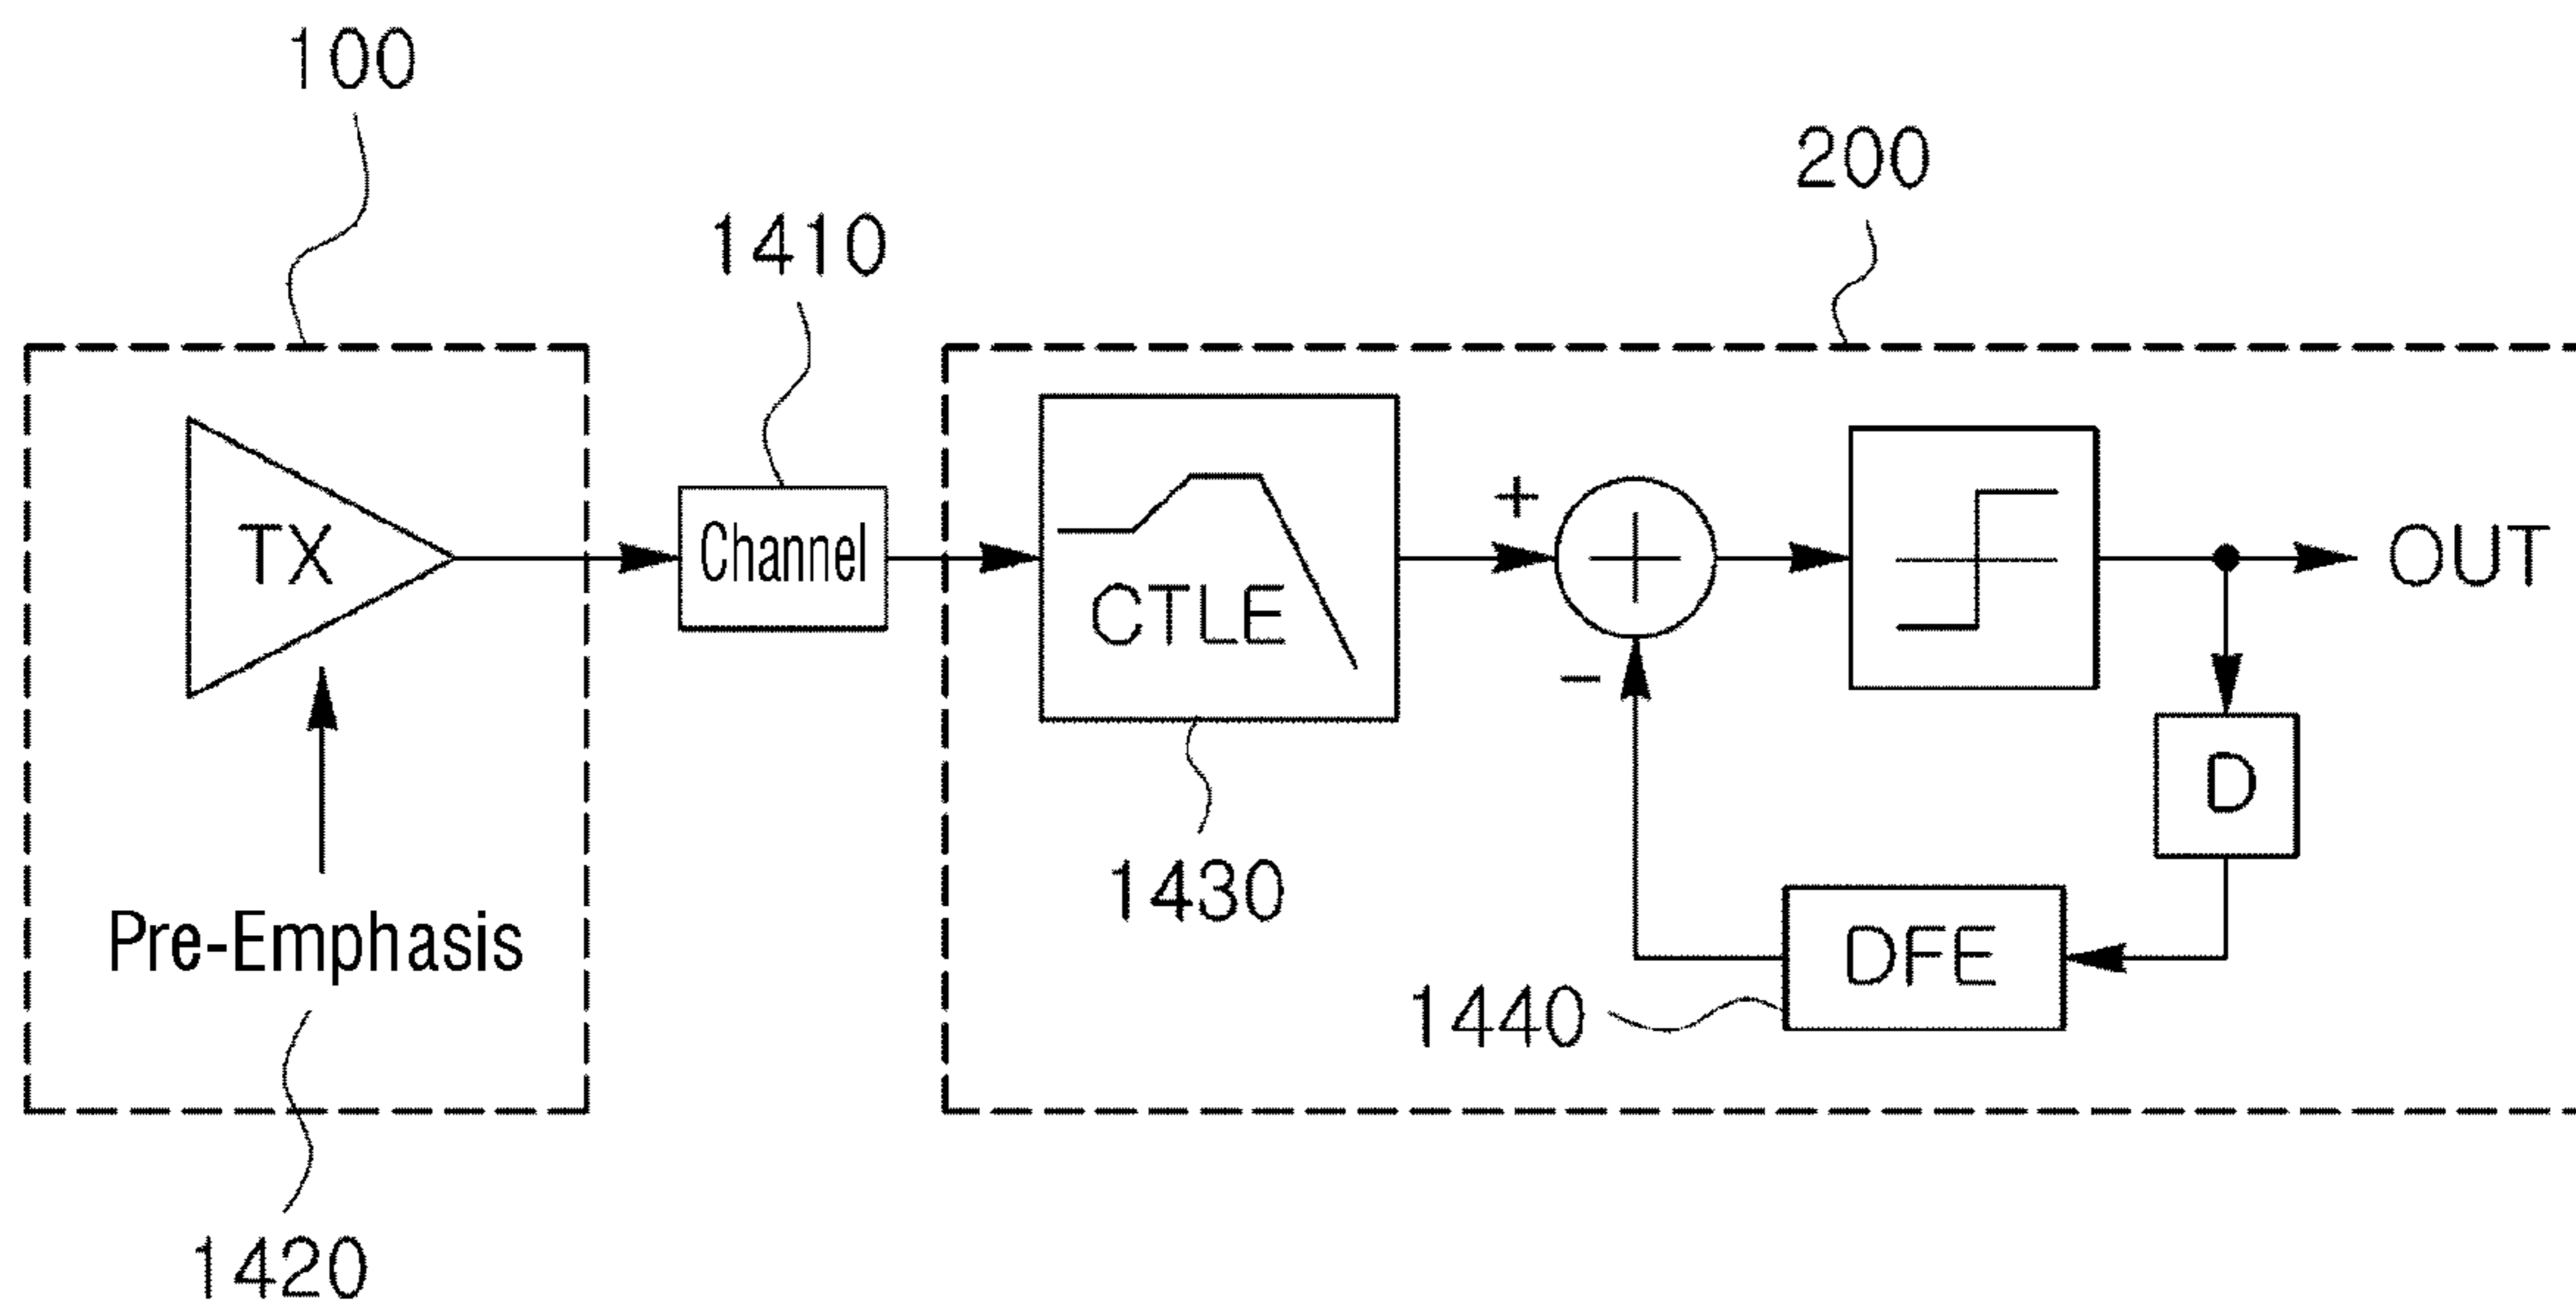 100
200
1410
TX
Channel
CTLE
+
-
OUT
D
1430
Pre-Emphasis
DFE
1440
1420